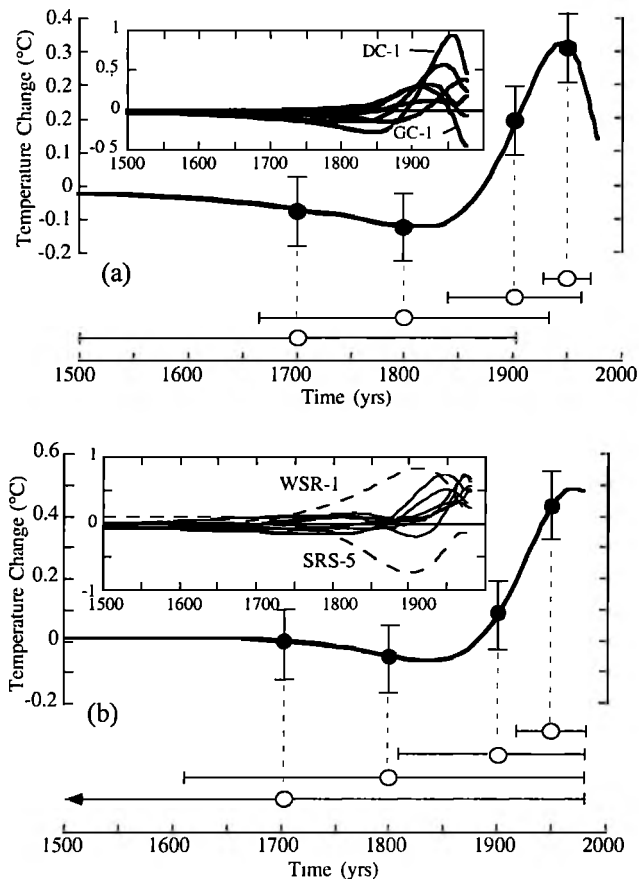 Temperature Change (°C)
0.4
0.3
0.2
0
-0.1
-0.2
1
0.5
0
-0.5
DC-1
GC-1
1500 1600 1700 1800 1900
(a)
1500 1600 1700 1800 1900 2000
Time (yrs)
Temperature Change (°C)
0.6
0.4
0.2
0
-0.2
1
0
-1
WSR-1
SRS-5
1500 1600 1700 1800 1900
(b)
1500 1600 1700 1800 1900 2000
Time (yrs)